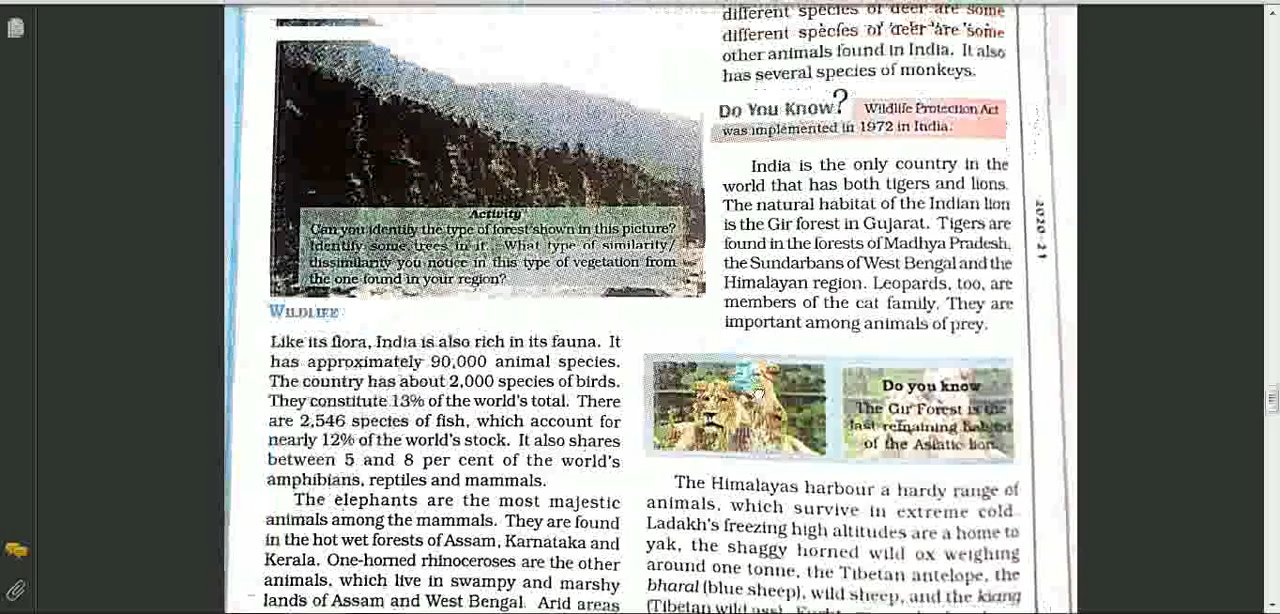 different species of deer are some
different species of deer are some
other animals found in India. It also
has several species of monkeys.
Do You Know? Wildlife Protection Act
was implemented in 1972 in India.
India is the only country in the
world that has both tigers and lions.
The natural habitat of the Indian lion
is the Gir forest in Gujarat. Tigers are
found in the forests of Madhya Pradesh,
the Sundarbans of West Bengal and the
Himalayan region. Leopards, too, are
members of the cat family. They are
important among animals of prey.
2020-21
Activity
Can you identify the type of forest shown in this picture?
Identify some trees in it. What type of similarity/
dissimilarity you notice in this type of vegetation from
the one found in your region?
WILDLIFE
Like its flora, India is also rich in its fauna. It
has approximately 90,000 animal species.
The country has about 2,000 species of birds.
They constitute 13% of the world's total. There
are 2,546 species of fish, which account for
nearly 12% of the world's stock. It also shares
between 5 and 8 per cent of the world's
amphibians, reptiles and mammals.
The elephants are the most majestic
animals among the mammals. They are found
in the hot wet forests of Assam, Karnataka and
Kerala. One-horned rhinoceroses are the other
animals, which live in swampy and marshy
lands of Assam and West Bengal. Arid areas
Do you know
The Gir Forest is the
last remaining habitat
of the Asiatic lion.
The Himalayas harbour a hardy range of
animals, which survive in extreme cold.
Ladakh's freezing high altitudes are a home to
yak, the shaggy horned wild ox weighing
around one tonne, the Tibetan antelope, the
bharal (blue sheep), wild sheep, and the kiang
(Tibetan wild ass).